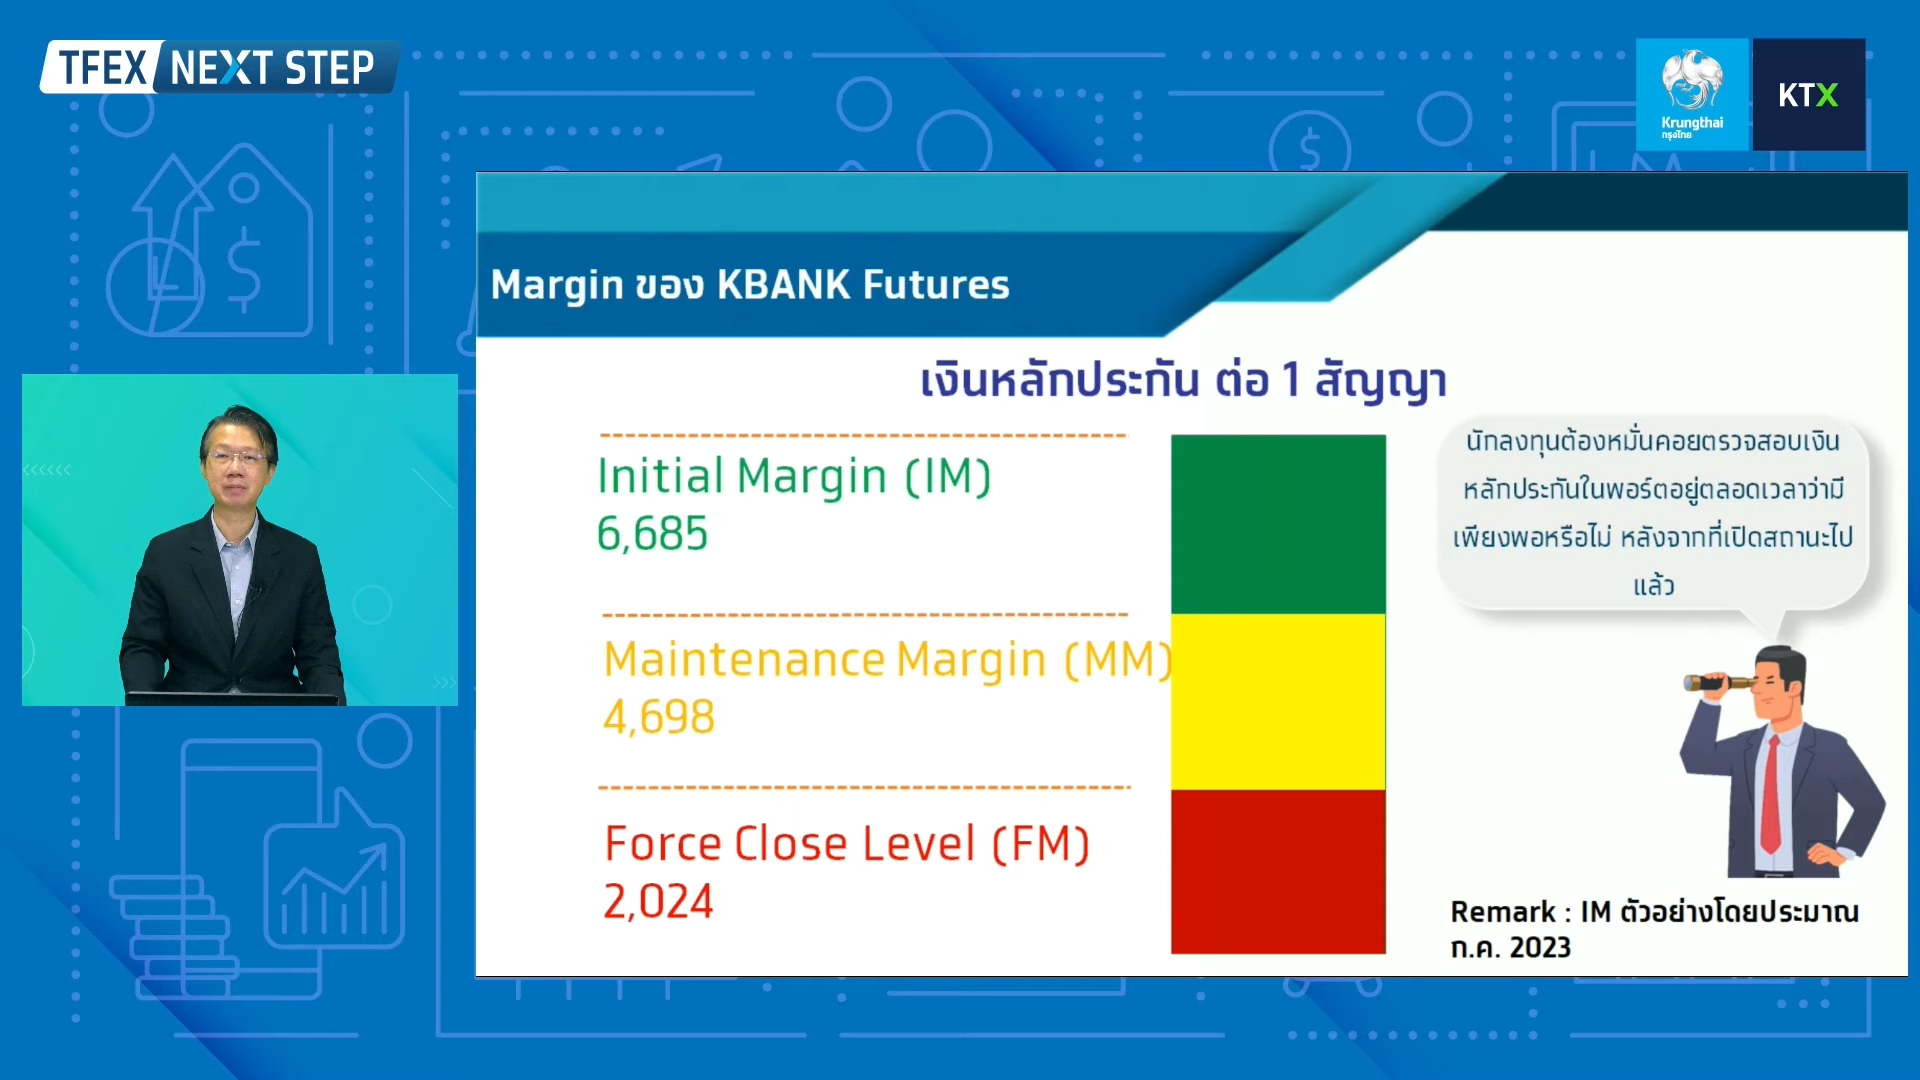 TFEX NEXT STEP
Krungthai
กรุงไทย
KTX
Margin ของ KBANK Futures
เงินหลักประกัน ต่อ 1 สัญญา
Initial Margin (IM)
6,685
Maintenance Margin (MM)
4,698
Force Close Level (FM)
2,024
นักลงทุนต้องหมั่นคอยตรวจสอบเงิน
หลักประกันในพอร์ตอยู่ตลอดเวลาว่ามี
เพียงพอหรือไม่ หลังจากที่เปิดสถานะไป
แล้ว
Remark : IM ตัวอย่างโดยประมาณ
ก.ค. 2023